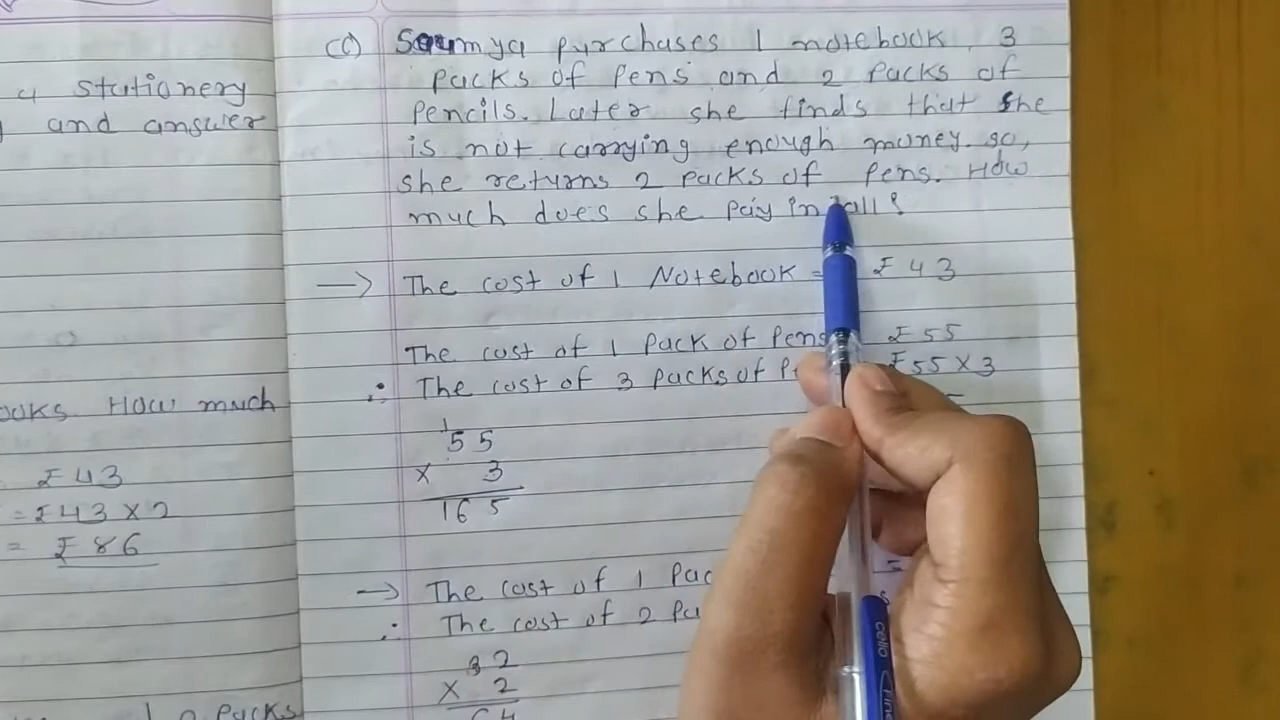 a stationery
and answer
ooks. How much
₹ 43
= ₹43 × 2
= ₹ 86
2 packs
(c) Saumya purchases 1 notebook, 3
packs of pens and 2 packs of
pencils. Later she finds that she
is not carrying enough money. So,
she returns 2 packs of pens. How
much does she pay in all?
→ The cost of 1 Notebook = ₹ 43
The cost of 1 pack of pens ₹ 55
∴ The cost of 3 packs of P ₹55 × 3
1
55
× 3
165
→ The cost of 1 pac
∴ The cost of 2 pa
32
× 2
64
cello